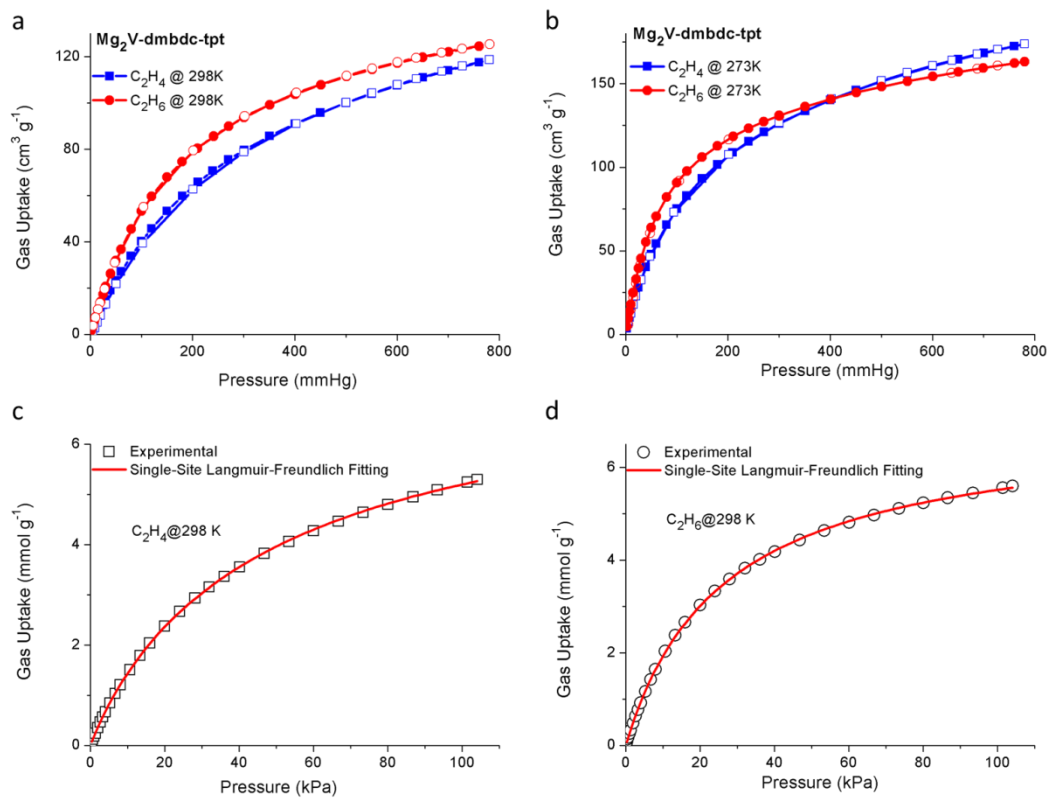 a
Mg₂V-dmbdc-tpt
C₂H₄ @ 298K
C₂H₆ @ 298K
Gas Uptake (cm³ g⁻¹)
120
80
40
0
0 200 400 600 800
Pressure (mmHg)
b
Mg₂V-dmbdc-tpt
C₂H₄ @ 273K
C₂H₆ @ 273K
Gas Uptake (cm³ g⁻¹)
150
100
50
0
0 200 400 600 800
Pressure (mmHg)
c
Experimental
Single-Site Langmuir-Freundlich Fitting
C₂H₄@298 K
Gas Uptake (mmol g⁻¹)
6
4
2
0
0 20 40 60 80 100
Pressure (kPa)
d
Experimental
Single-Site Langmuir-Freundlich Fitting
C₂H₆@298 K
Gas Uptake (mmol g⁻¹)
6
4
2
0
0 20 40 60 80 100
Pressure (kPa)